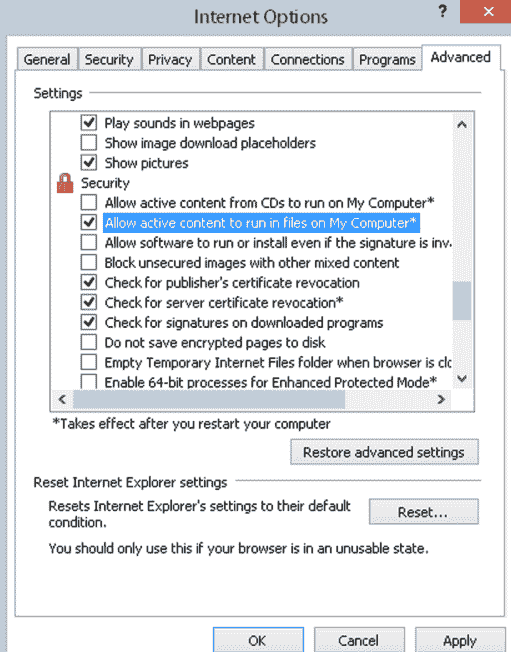 Internet Options
?
General Security Privacy Content Connections Programs Advanced
Settings
Play sounds in webpages
Show image download placeholders
Show pictures
Security
Allow active content from CDs to run on My Computer*
Allow active content to run in files on My Computer*
Allow software to run or install even if the signature is inv
Block unsecured images with other mixed content
Check for publisher's certificate revocation
Check for server certificate revocation*
Check for signatures on downloaded programs
Do not save encrypted pages to disk
Empty Temporary Internet Files folder when browser is clo
Enable 64-bit processes for Enhanced Protected Mode*
*Takes effect after you restart your computer
Restore advanced settings
Reset Internet Explorer settings
Resets Internet Explorer's settings to their default
condition.
Reset...
You should only use this if your browser is in an unusable state.
OK Cancel Apply